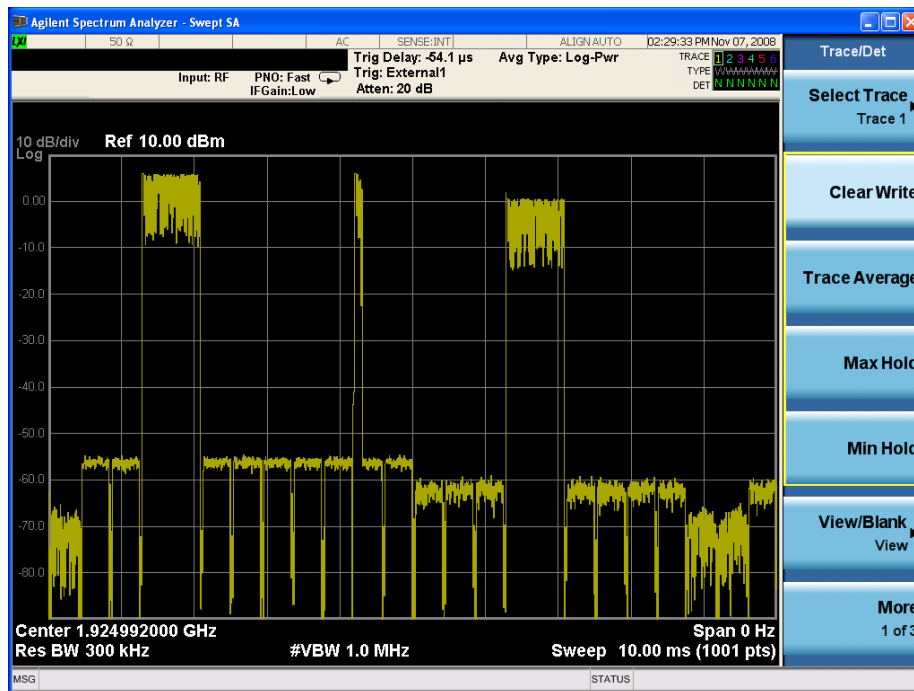 Agilent Spectrum Analyzer - Swept SA
LXI 50 Ω AC SENSE:INT ALIGN AUTO 02:29:33 PM Nov 07, 2008
Trig Delay: -54.1 µs Avg Type: Log-Pwr TRACE 1 2 3 4 5 6
Input: RF PNO: Fast Trig: External1 TYPE WWWWWW
IFGain:Low Atten: 20 dB DET N N N N N N
10 dB/div Ref 10.00 dBm
Log
0.00
-10.0
-20.0
-30.0
-40.0
-50.0
-60.0
-70.0
-80.0
Center 1.924992000 GHz Span 0 Hz
Res BW 300 kHz #VBW 1.0 MHz Sweep 10.00 ms (1001 pts)
MSG STATUS
Trace/Det
Select Trace
Trace 1
Clear Write
Trace Average
Max Hold
Min Hold
View/Blank
View
More
1 of 3